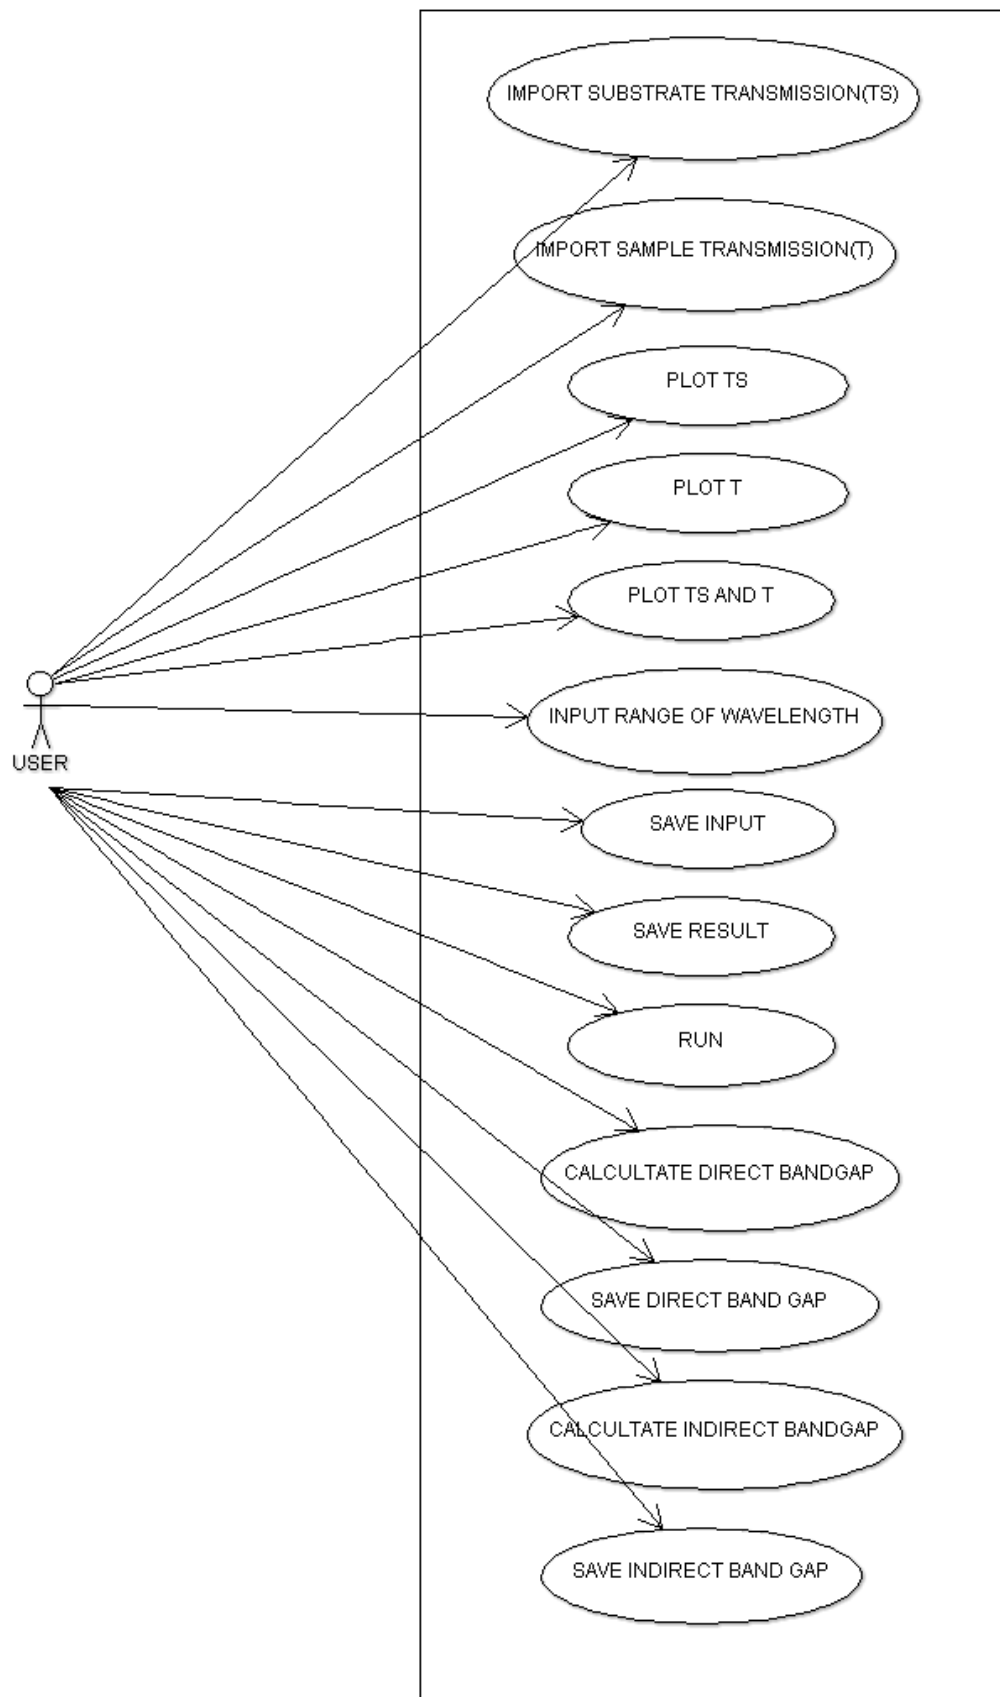 IMPORT SUBSTRATE TRANSMISSION(TS)
IMPORT SAMPLE TRANSMISSION(T)
PLOT TS
PLOT T
PLOT TS AND T
INPUT RANGE OF WAVELENGTH
USER
SAVE INPUT
SAVE RESULT
RUN
CALCULTATE DIRECT BANDGAP
SAVE DIRECT BAND GAP
CALCULTATE INDIRECT BANDGAP
SAVE INDIRECT BAND GAP